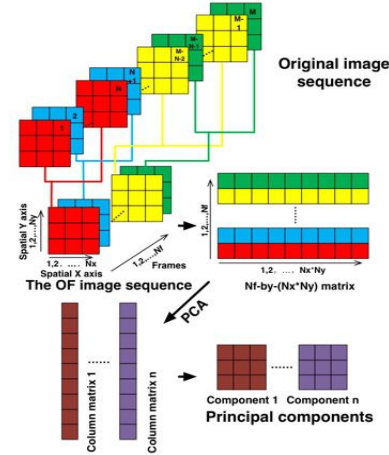 M
M-
1
M-
N-1
M-
N-2
N
+1
N
2
1
Original image
sequence
Spatial Y axis
1,2,...,Ny
1,2, .... Nx
Spatial X axis
1,2,....,Nf
Frames
The OF image sequence
1,2,....,Nf
1,2, .... Nx*Ny
Nf-by-(Nx*Ny) matrix
PCA
Column matrix 1
......
Column matrix n
......
Component 1
Component n
Principal components